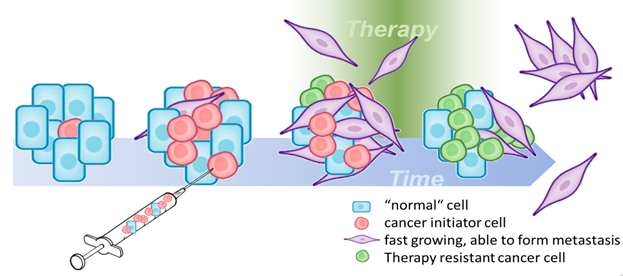 Therapy
Time
“normal“ cell
cancer initiator cell
fast growing, able to form metastasis
Therapy resistant cancer cell